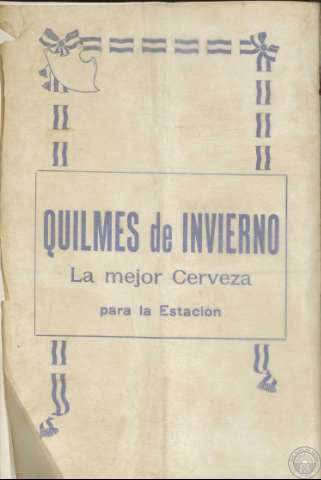 QUILMES de INVIERNO
La mejor Cerveza
para la Estación